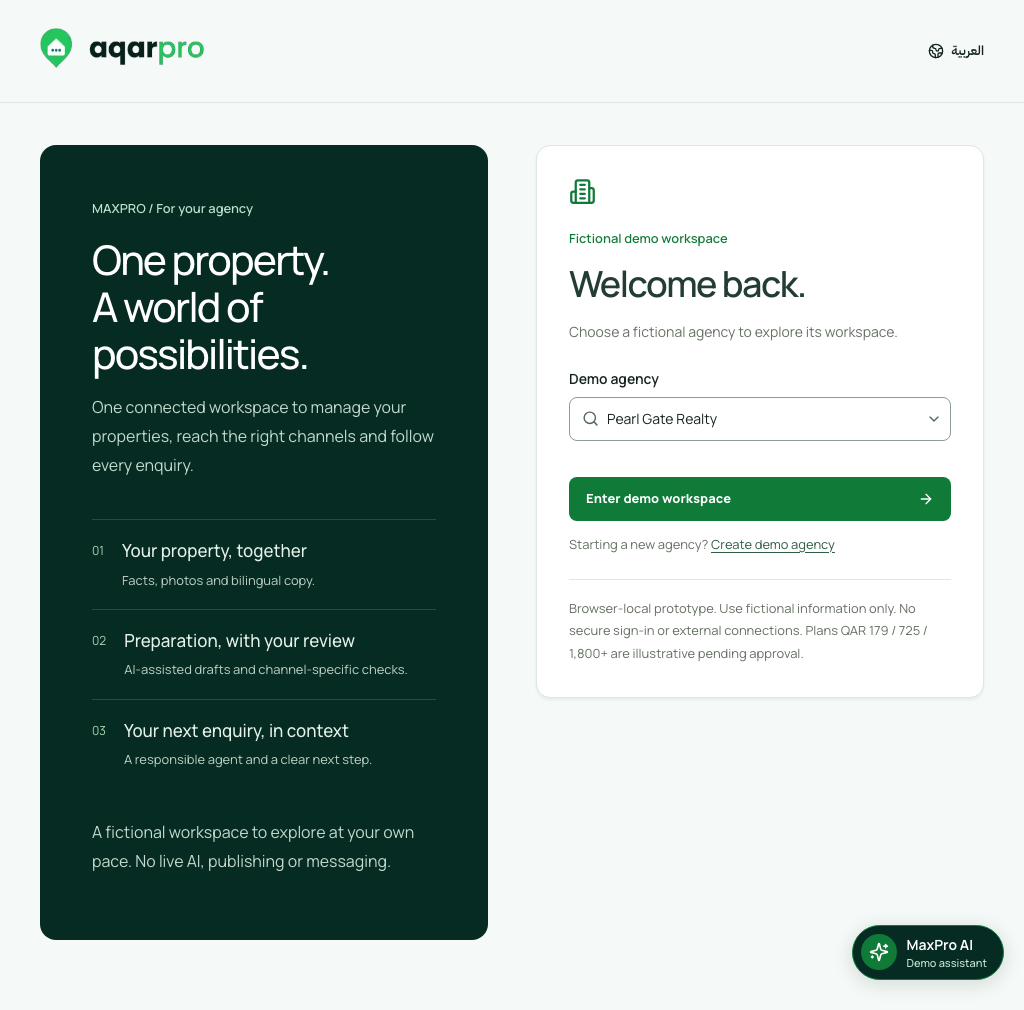 aqarpro
العربية
MAXPRO / For your agency
One property.
A world of
possibilities.
One connected workspace to manage your
properties, reach the right channels and follow
every enquiry.
01 Your property, together
Facts, photos and bilingual copy.
02 Preparation, with your review
AI-assisted drafts and channel-specific checks.
03 Your next enquiry, in context
A responsible agent and a clear next step.
A fictional workspace to explore at your own
pace. No live AI, publishing or messaging.
Fictional demo workspace
Welcome back.
Choose a fictional agency to explore its workspace.
Demo agency
Pearl Gate Realty
Enter demo workspace
Starting a new agency? Create demo agency
Browser-local prototype. Use fictional information only. No
secure sign-in or external connections. Plans QAR 179 / 725 /
1,800+ are illustrative pending approval.
MaxPro AI
Demo assistant